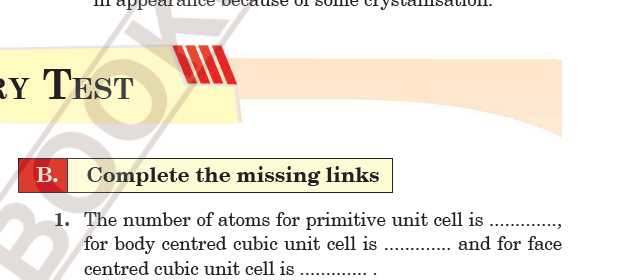 in appearance because of some crystallisation.
RY TEST
BOOK
B. Complete the missing links
1. The number of atoms for primitive unit cell is .............,
for body centred cubic unit cell is ............. and for face
centred cubic unit cell is ............. .